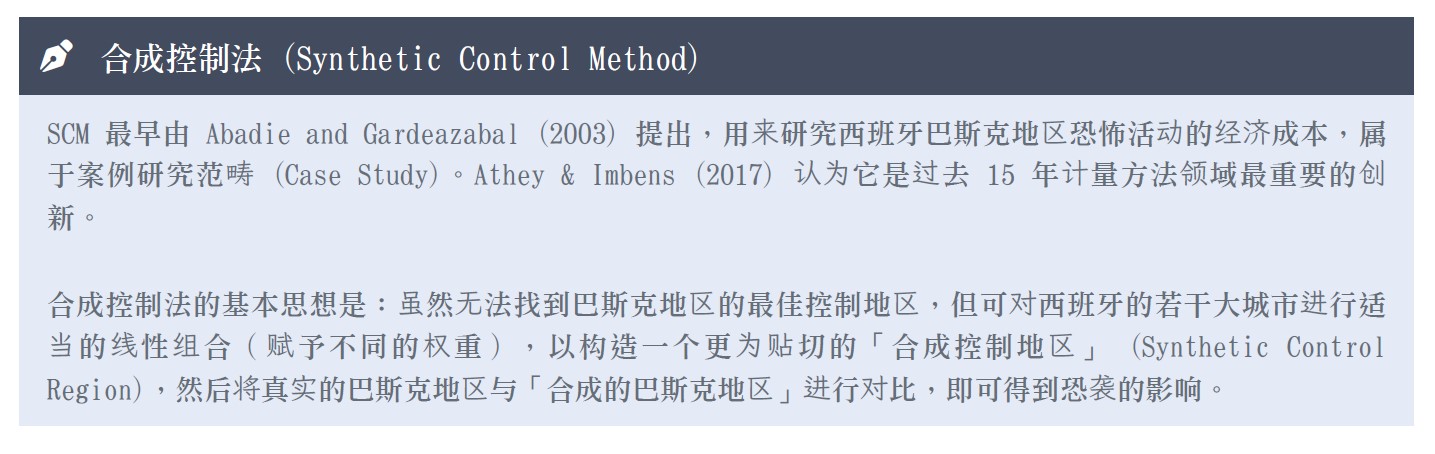 合成控制法 (Synthetic Control Method)
SCM 最早由 Abadie and Gardeazabal (2003) 提出，用来研究西班牙巴斯克地区恐怖活动的经济成本，属
于案例研究范畴 (Case Study)。Athey & Imbens (2017) 认为它是过去 15 年计量方法领域最重要的创
新。
合成控制法的基本思想是：虽然无法找到巴斯克地区的最佳控制地区，但可对西班牙的若干大城市进行适
当的线性组合（赋予不同的权重），以构造一个更为贴切的「合成控制地区」 (Synthetic Control
Region)，然后将真实的巴斯克地区与「合成的巴斯克地区」进行对比，即可得到恐袭的影响。